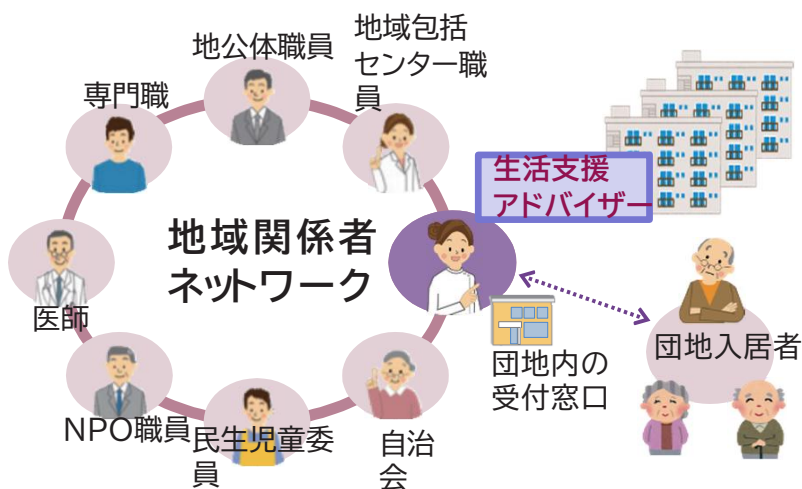 地公体職員
地域包括
センター職
員
専門職
生活支援
アドバイザー
地域関係者
ネットワーク
医師
団地内の
受付窓口
団地入居者
NPO職員
民生児童委
員
自治
会